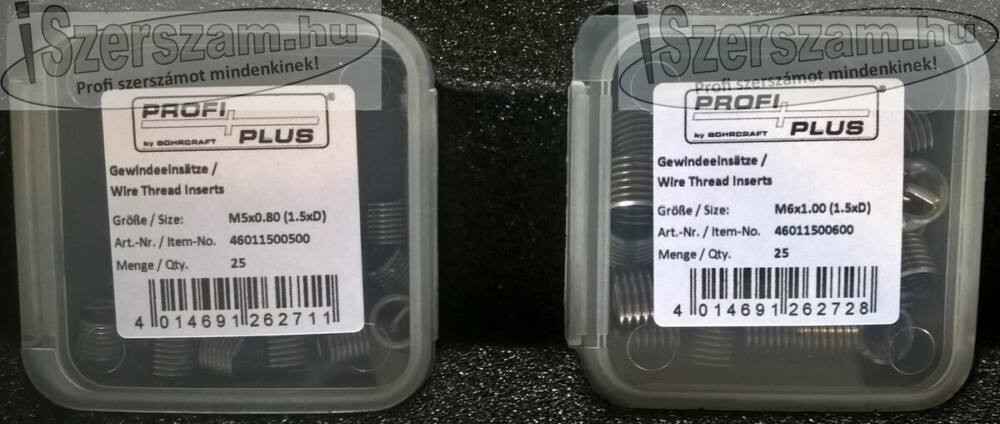 iSzerszam.hu
Profi szerszámot mindenkinek!
PROFI
PLUS
by BOHRCRAFT
®
Gewindeeinsätze /
Wire Thread Inserts
Größe / Size: M5x0.80 (1.5xD)
Art.-Nr. / Item-No. 46011500500
Menge / Qty. 25
4 014691 262711
iSzerszam.hu
Profi szerszámot mindenkinek!
PROFI
PLUS
by BOHRCRAFT
®
Gewindeeinsätze /
Wire Thread Inserts
Größe / Size: M6x1.00 (1.5xD)
Art.-Nr. / Item-No. 46011500600
Menge / Qty. 25
4 014691 262728